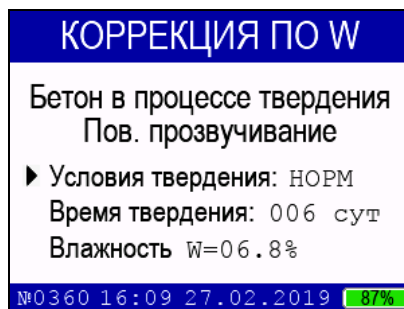 КОРРЕКЦИЯ ПО W
Бетон в процессе твердения
Пов. прозвучивание
Условия твердения: НОРМ
Время твердения: 006 сут
Влажность W=06.8%
№0360 16:09 27.02.2019 87%